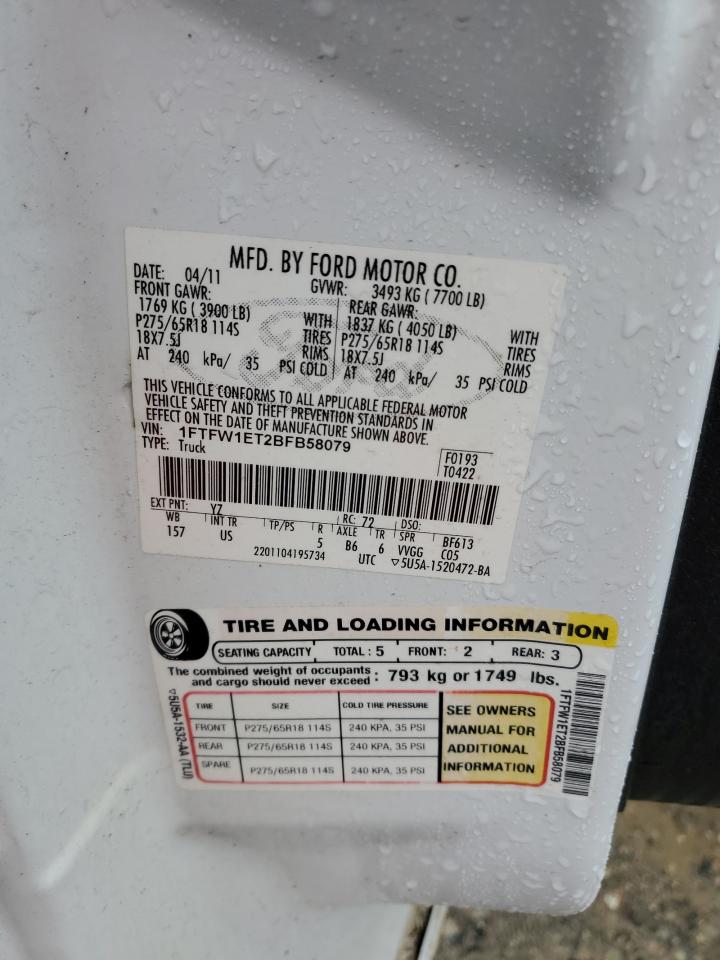 MFD. BY FORD MOTOR CO.
DATE: 04/11 GVWR: 3493 KG ( 7700 LB)
FRONT GAWR: REAR GAWR:
1769 KG ( 3900 LB) WITH 1837 KG ( 4050 LB) WITH
P275/65R18 114S TIRES P275/65R18 114S TIRES
18X7.5J RIMS 18X7.5J RIMS
AT 240 kPa/ 35 PSI COLD AT 240 kPa/ 35 PSI COLD
THIS VEHICLE CONFORMS TO ALL APPLICABLE FEDERAL MOTOR
VEHICLE SAFETY AND THEFT PREVENTION STANDARDS IN
EFFECT ON THE DATE OF MANUFACTURE SHOWN ABOVE.
VIN: 1FTFW1ET2BFB58079 F0193
TYPE: Truck T0422
EXT PNT: YZ RC: 72 DSO:
WB INT TR TP/PS R AXLE TR SPR BF613
157 US 5 B6 6 VVGG C05
2201104195734 UTC ▽5U5A-1520472-BA
Ford
TIRE AND LOADING INFORMATION
SEATING CAPACITY TOTAL : 5 FRONT: 2 REAR: 3
The combined weight of occupants
and cargo should never exceed : 793 kg or 1749 lbs.
TIRE SIZE COLD TIRE PRESSURE
FRONT P275/65R18 114S 240 KPA, 35 PSI
REAR P275/65R18 114S 240 KPA, 35 PSI
SPARE P275/65R18 114S 240 KPA, 35 PSI
SEE OWNERS
MANUAL FOR
ADDITIONAL
INFORMATION
▽5U5A-1532-AA (TLU)
1FTFW1ET2BFB58079